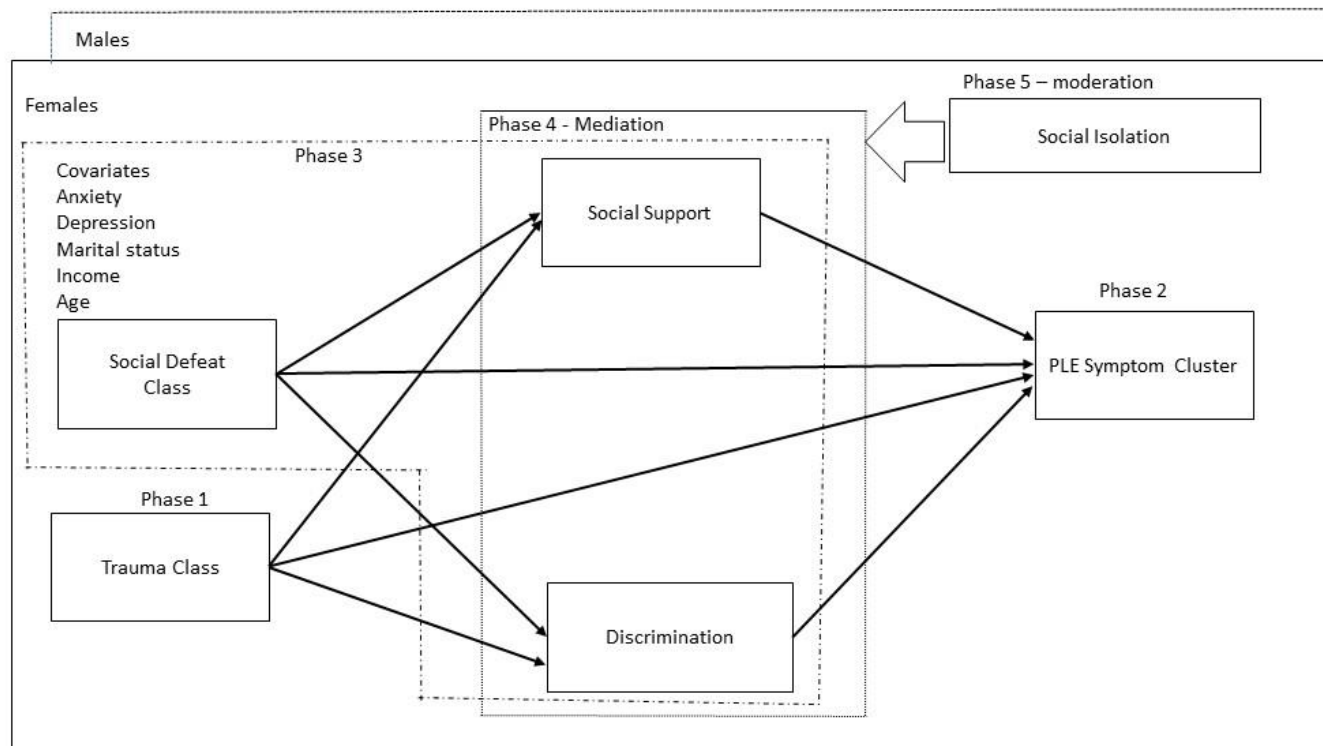 Males
Females
Phase 5 – moderation
Social Isolation
Phase 4 - Mediation
Phase 3
Covariates
Anxiety
Depression
Marital status
Income
Age
Social Support
Social Defeat
Class
Phase 2
PLE Symptom Cluster
Phase 1
Trauma Class
Discrimination